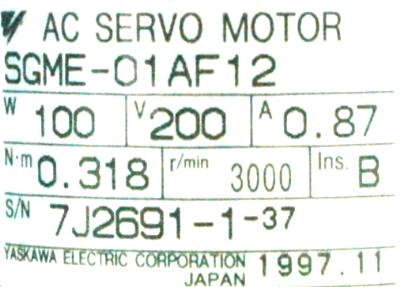 AC SERVO MOTOR
SGME-01AF12
W 100 V 200 A 0.87
N·m 0.318 r/min 3000 Ins. B
S/N 7J2691-1-37
YASKAWA ELECTRIC CORPORATION 1997.11
JAPAN